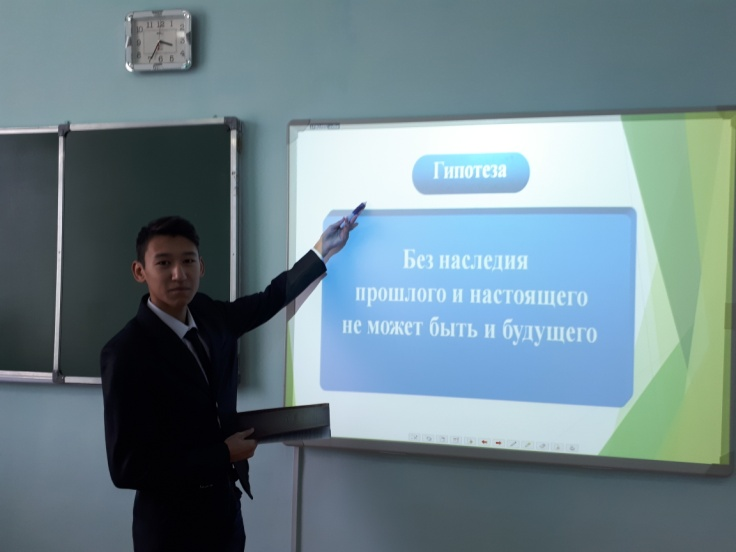 Гипотеза
Без наследия
прошлого и настоящего
не может быть и будущего